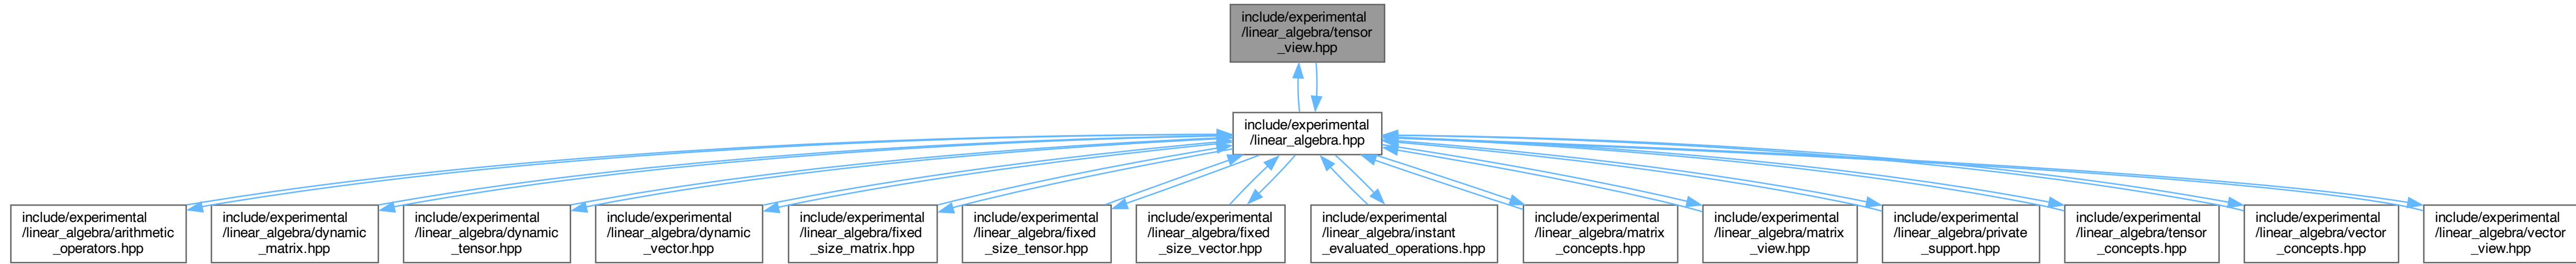 include/experimental
/linear_algebra/tensor
_view.hpp
include/experimental
/linear_algebra.hpp
include/experimental
/linear_algebra/arithmetic
_operators.hpp
include/experimental
/linear_algebra/dynamic
_matrix.hpp
include/experimental
/linear_algebra/dynamic
_tensor.hpp
include/experimental
/linear_algebra/dynamic
_vector.hpp
include/experimental
/linear_algebra/fixed
_size_matrix.hpp
include/experimental
/linear_algebra/fixed
_size_tensor.hpp
include/experimental
/linear_algebra/fixed
_size_vector.hpp
include/experimental
/linear_algebra/instant
_evaluated_operations.hpp
include/experimental
/linear_algebra/matrix
_concepts.hpp
include/experimental
/linear_algebra/matrix
_view.hpp
include/experimental
/linear_algebra/private
_support.hpp
include/experimental
/linear_algebra/tensor
_concepts.hpp
include/experimental
/linear_algebra/vector
_concepts.hpp
include/experimental
/linear_algebra/vector
_view.hpp